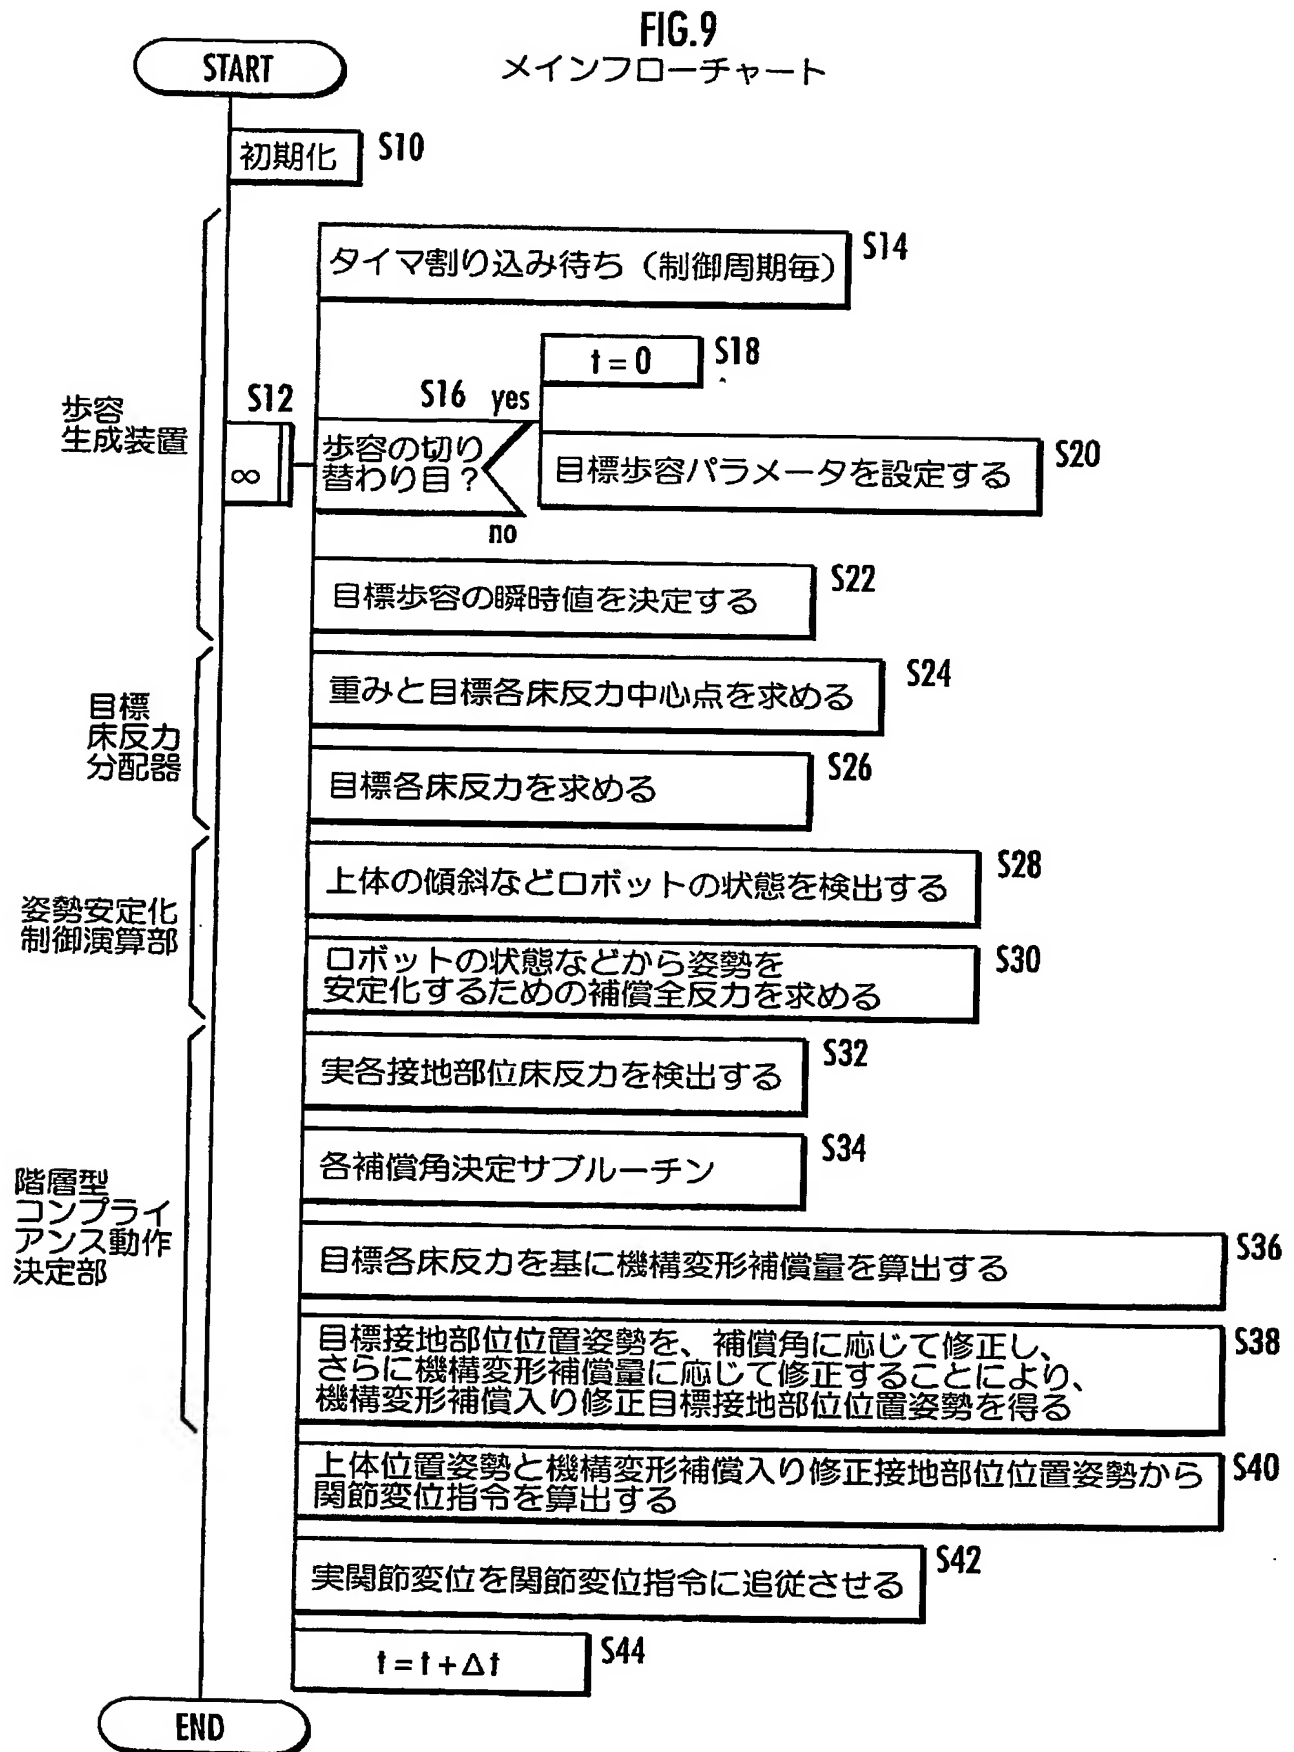 FIG.9
メインフローチャート
START
初期化
S10
タイマ割り込み待ち（制御周期毎）
S14
t=0
S18
歩容
生成装置
S12
∞
S16
yes
歩容の切り
替わり目？
no
目標歩容パラメータを設定する
S20
目標歩容の瞬時値を決定する
S22
目標
床反力
分配器
重みと目標各床反力中心点を求める
S24
目標各床反力を求める
S26
姿勢安定化
制御演算部
上体の傾斜などロボットの状態を検出する
S28
ロボットの状態などから姿勢を
安定化するための補償全反力を求める
S30
階層型
コンプライ
アンス動作
決定部
実各接地部位床反力を検出する
S32
各補償角決定サブルーチン
S34
目標各床反力を基に機構変形補償量を算出する
S36
目標接地部位位置姿勢を、補償角に応じて修正し、
さらに機構変形補償量に応じて修正することにより、
機構変形補償入り修正目標接地部位位置姿勢を得る
S38
上体位置姿勢と機構変形補償入り修正接地部位位置姿勢から
関節変位指令を算出する
S40
実関節変位を関節変位指令に追従させる
S42
t=t+Δt
S44
END